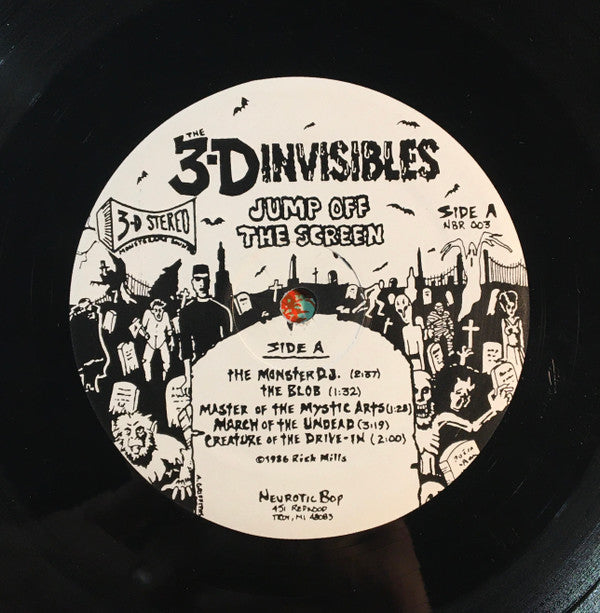 THE
3-D INVISIBLES
JUMP OFF
THE SCREEN
3-D STEREO
SIDE A
NBR 003
SIDE A
THE MONSTER D.J. (2:37)
THE BLOB (1:32)
MASTER OF THE MYSTIC ARTS (1:28)
MARCH OF THE UNDEAD (3:19)
CREATURE OF THE DRIVE-IN (2:00)
©1986 Rick Mills
NEUROTIC BOP
451 REDWOOD
TROY, MI 48083